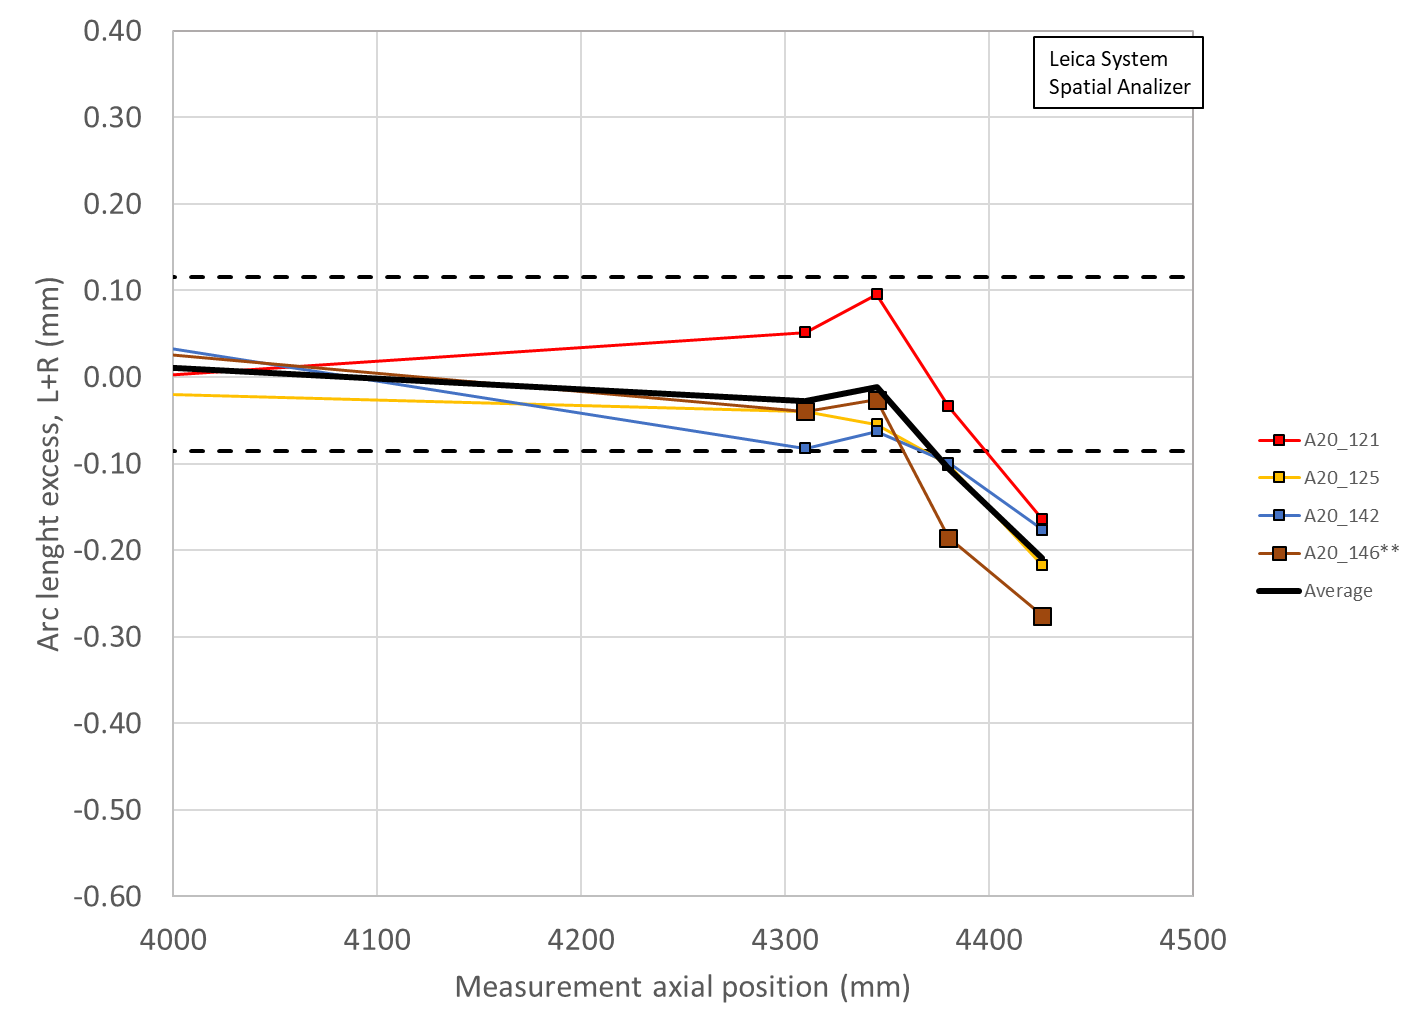 0.40
0.30
0.20
0.10
0.00
-0.10
-0.20
-0.30
-0.40
-0.50
-0.60
Arc lenght excess, L+R (mm)
Leica System
Spatial Analizer
A20_121
A20_125
A20_142
A20_146**
Average
4000 4100 4200 4300 4400 4500
Measurement axial position (mm)